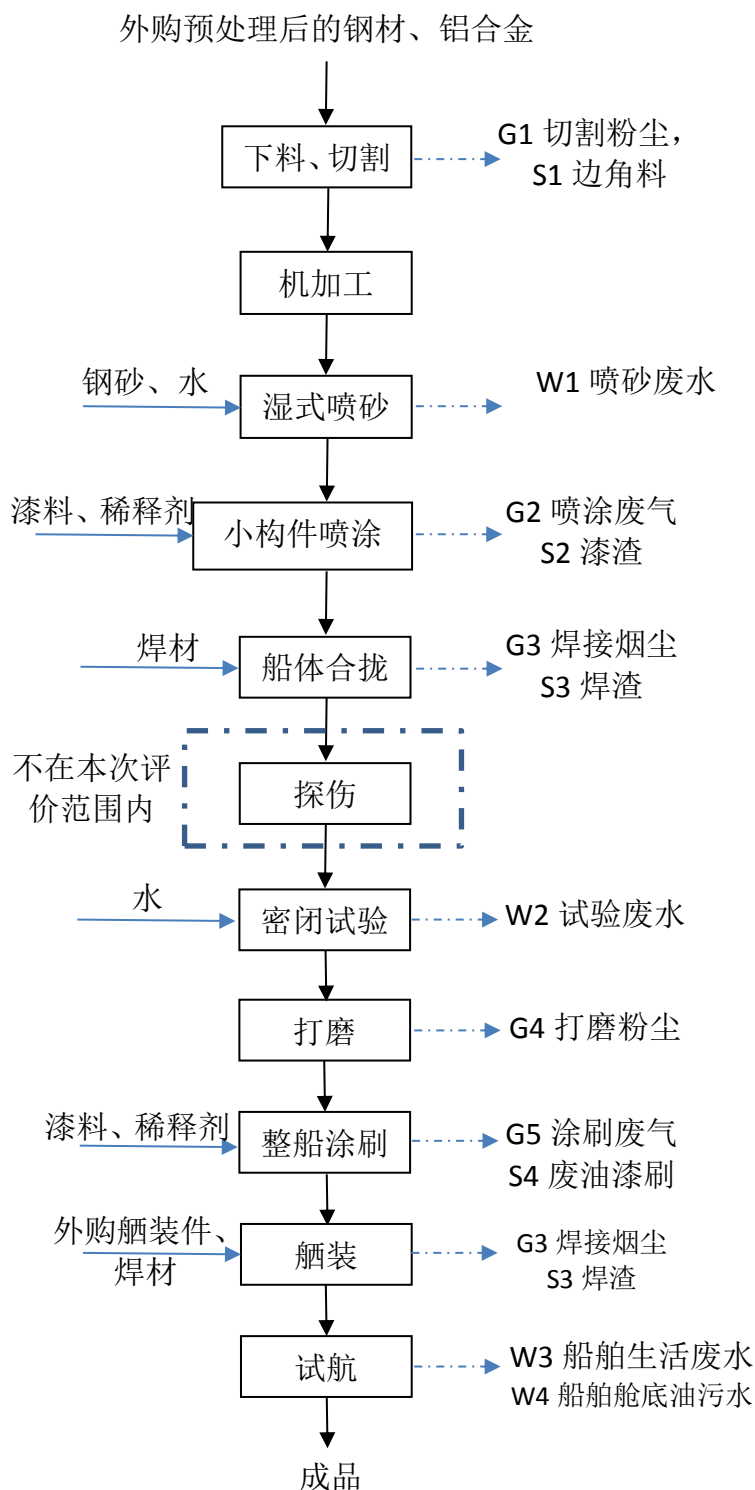 外购预处理后的钢材、铝合金
下料、切割
G1 切割粉尘，
S1 边角料
机加工
钢砂、水
湿式喷砂
W1 喷砂废水
漆料、稀释剂
小构件喷涂
G2 喷涂废气
S2 漆渣
焊材
船体合拢
G3 焊接烟尘
S3 焊渣
不在本次评
价范围内
探伤
水
密闭试验
W2 试验废水
打磨
G4 打磨粉尘
漆料、稀释剂
整船涂刷
G5 涂刷废气
S4 废油漆刷
外购舾装件、
焊材
舾装
G3 焊接烟尘
S3 焊渣
试航
W3 船舶生活废水
W4 船舶舱底油污水
成品